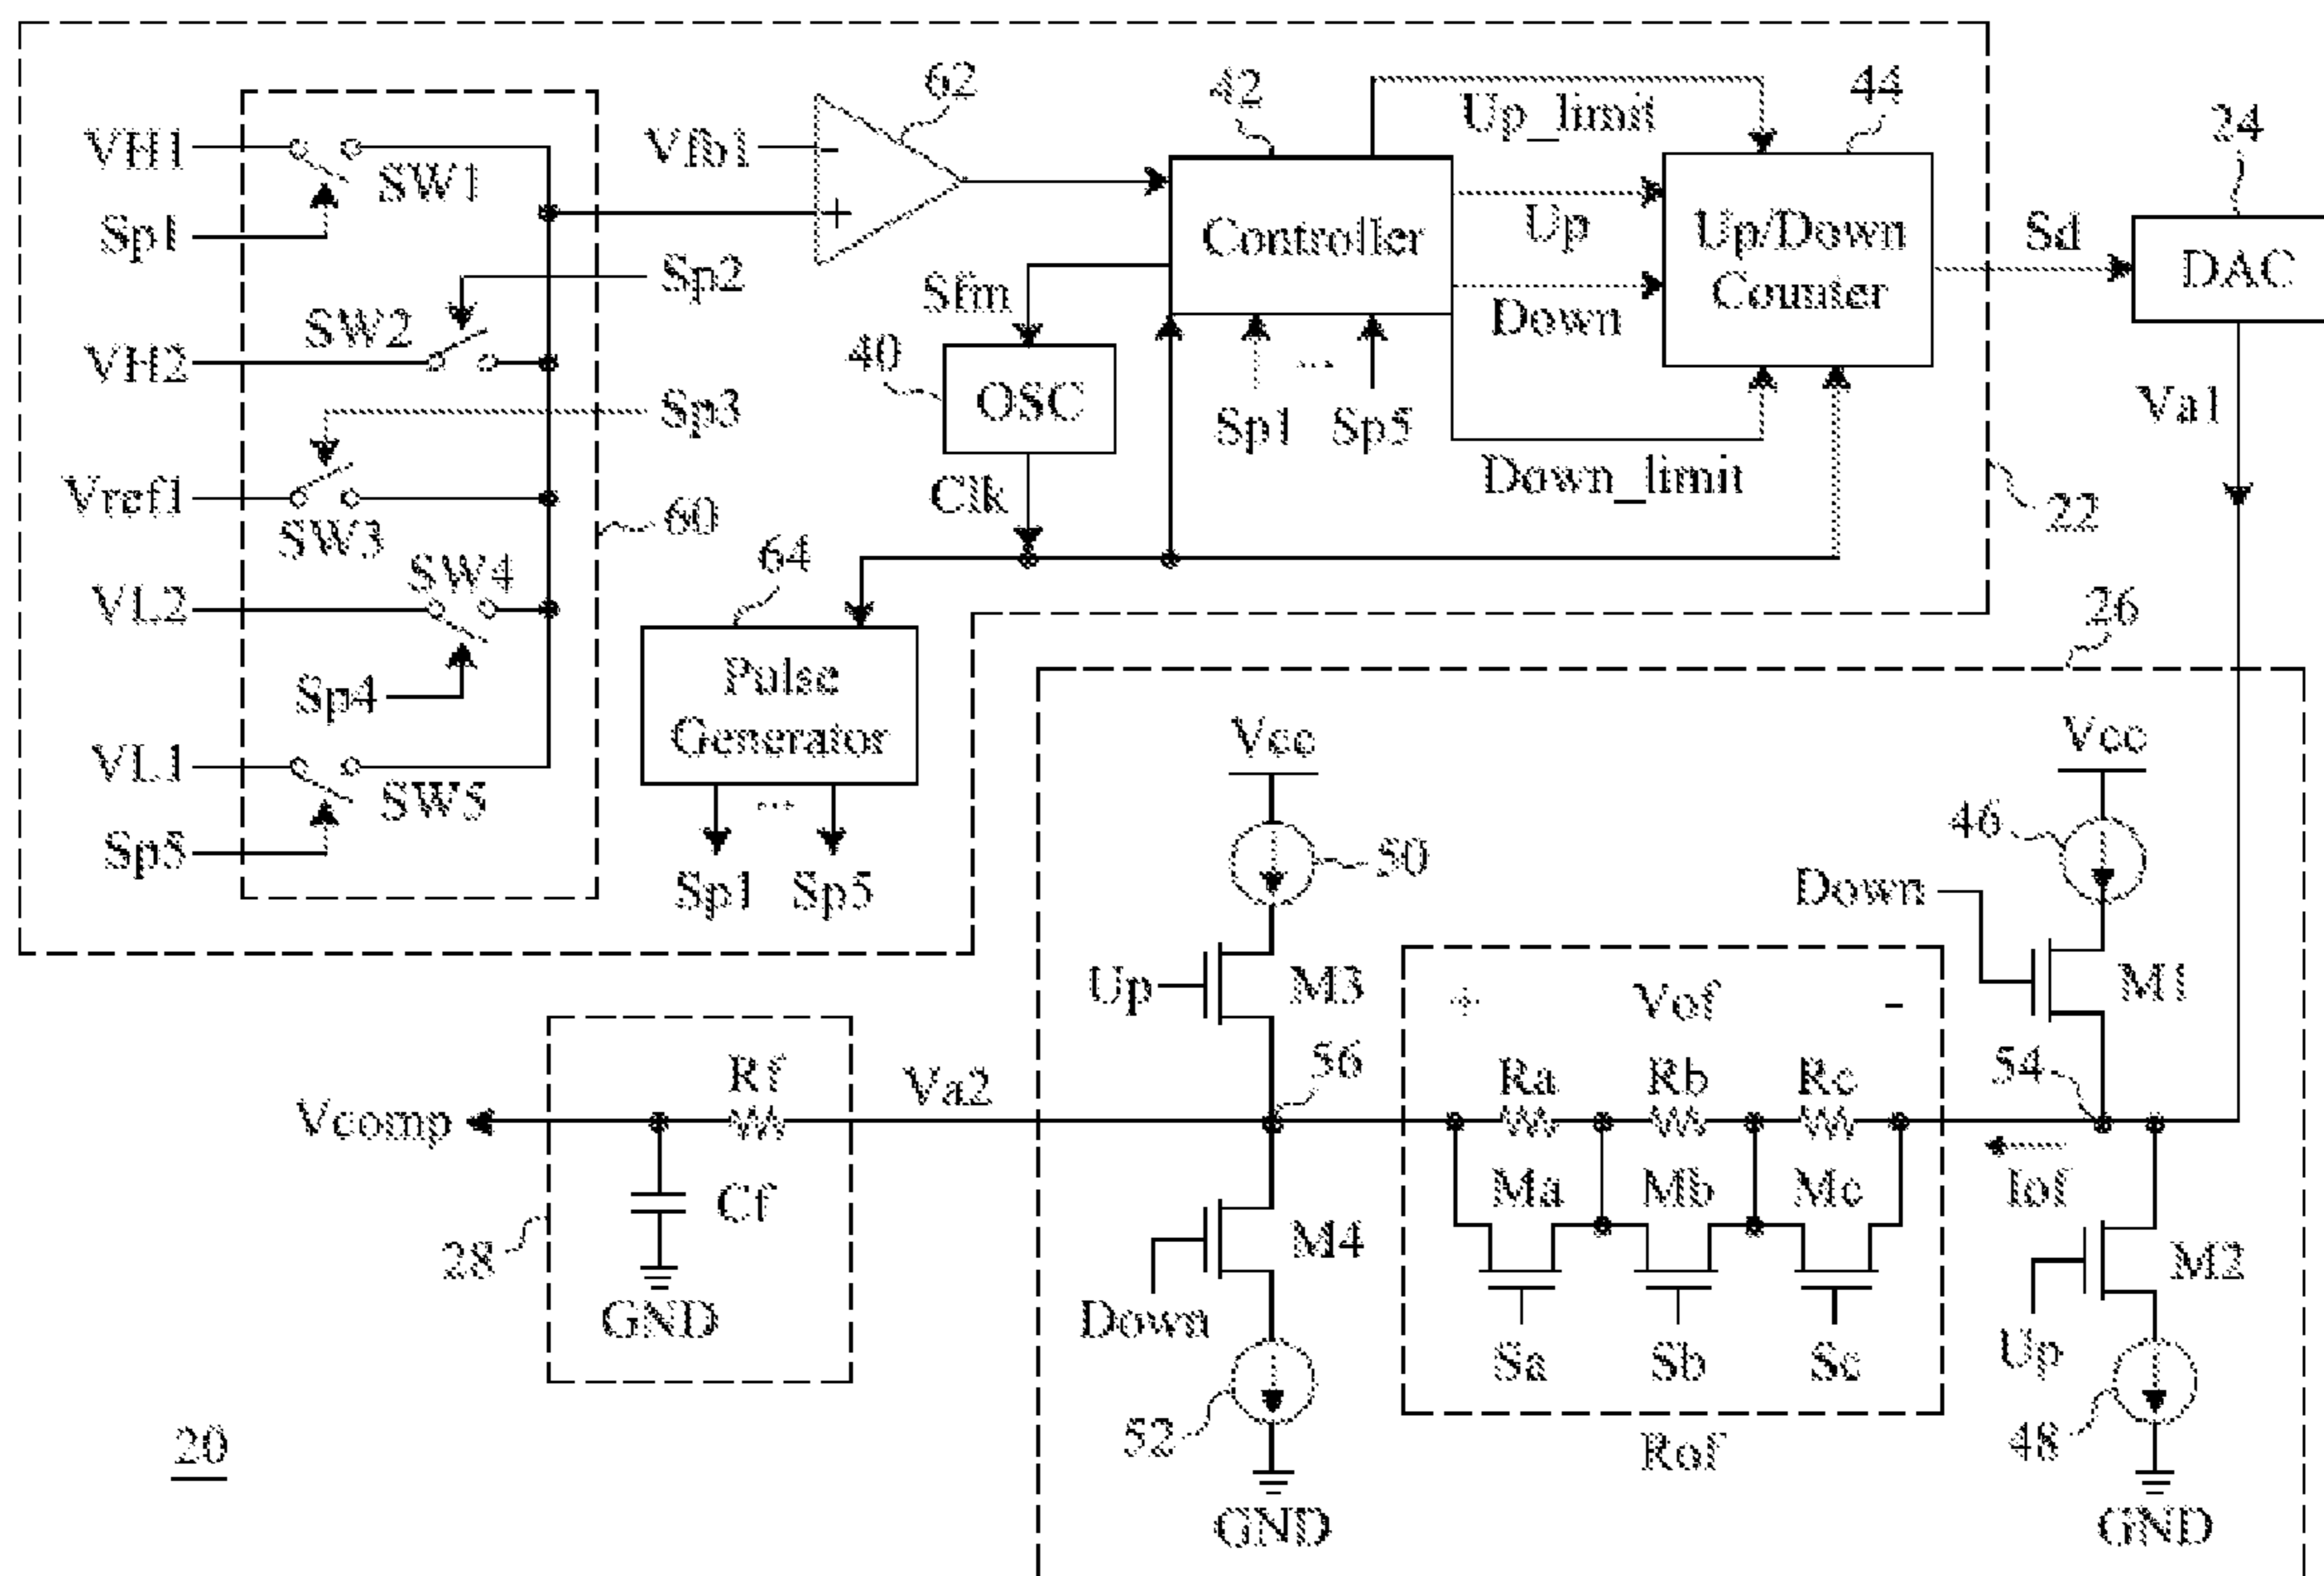 62
42
Up_limit
44
24
VH1
SW1
Vfb1
-
+
Controller
Up
Up/Down
Counter
Sd
DAC
Sp1
Sp2
Sfm
Down
SW2
VH2
40
OSC
...
Sp1
Sp5
Va1
Sp3
Down_limit
Vref1
SW3
60
Clk
22
SW4
64
VL2
26
Sp4
Pulse
Generator
Vcc
Vcc
VL1
SW5
...
46
Sp5
50
Sp1
Sp5
Down
Up
M3
+
Vof
-
M1
Rf
56
Ra
Rb
Rc
54
Va2
Vcomp
Cf
Ma
Mb
Mc
Iof
28
M4
M2
GND
Down
Sa
Sb
Sc
Up
52
Rof
48
20
GND
GND